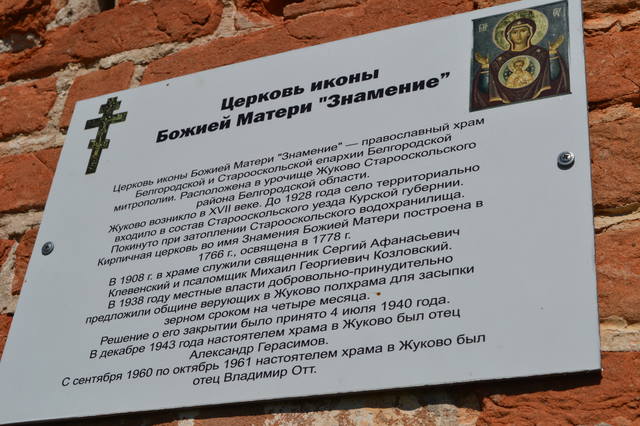 Церковь иконы
Божией Матери "Знамение”
Церковь иконы Божией Матери "Знамение" — православный храм
Белгородской и Старооскольской епархии Белгородской
митрополии. Расположена в урочище Жуково Старооскольского
района Белгородской области.
Жуково возникло в XVII веке. До 1928 года село территориально
входило в состав Старооскольского уезда Курской губернии.
Покинуто при затоплении Старооскольского водохранилища.
Кирпичная церковь во имя Знамения Божией Матери построена в
1766 г., освящена в 1778 г.
В 1908 г. в храме служили священник Сергий Афанасьевич
Клевенский и псаломщик Михаил Георгиевич Козловский.
В 1938 году местные власти добровольно-принудительно
предложили общине верующих в Жуково полхрама для засыпки
зерном сроком на четыре месяца.
Решение о его закрытии было принято 4 июля 1940 года.
В декабре 1943 года настоятелем храма в Жуково был отец
Александр Герасимов.
С сентября 1960 по октябрь 1961 настоятелем храма в Жуково был
отец Владимир Отт.